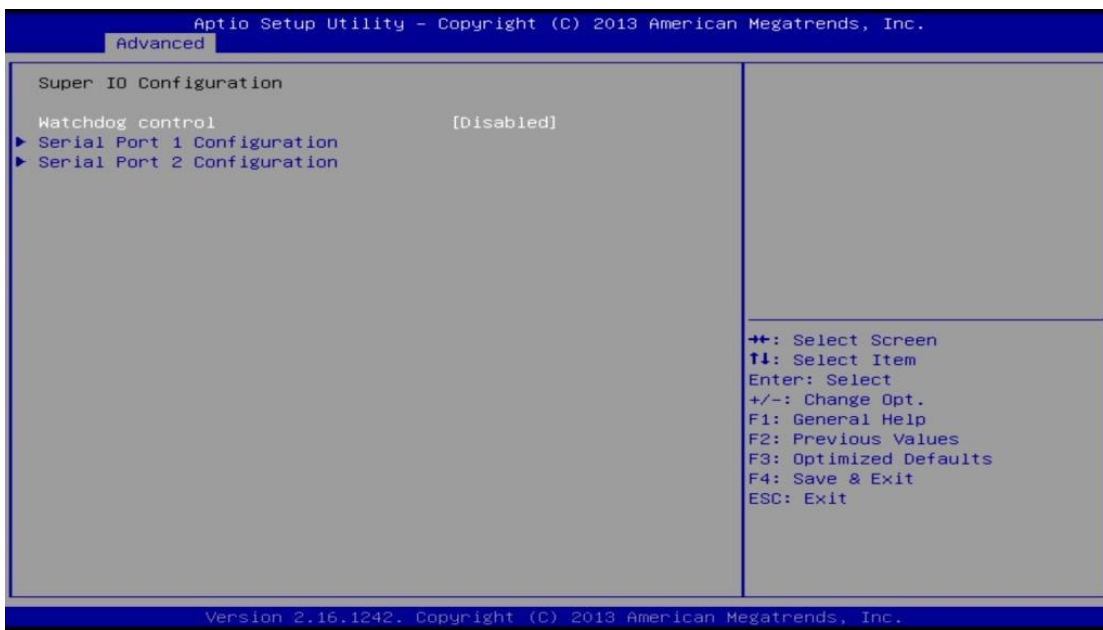 Aptio Setup Utility – Copyright (C) 2013 American Megatrends, Inc.
Advanced
Super IO Configuration
Watchdog control [Disabled]
▶ Serial Port 1 Configuration
▶ Serial Port 2 Configuration
→←: Select Screen
↑↓: Select Item
Enter: Select
+/-: Change Opt.
F1: General Help
F2: Previous Values
F3: Optimized Defaults
F4: Save & Exit
ESC: Exit
Version 2.16.1242. Copyright (C) 2013 American Megatrends, Inc.